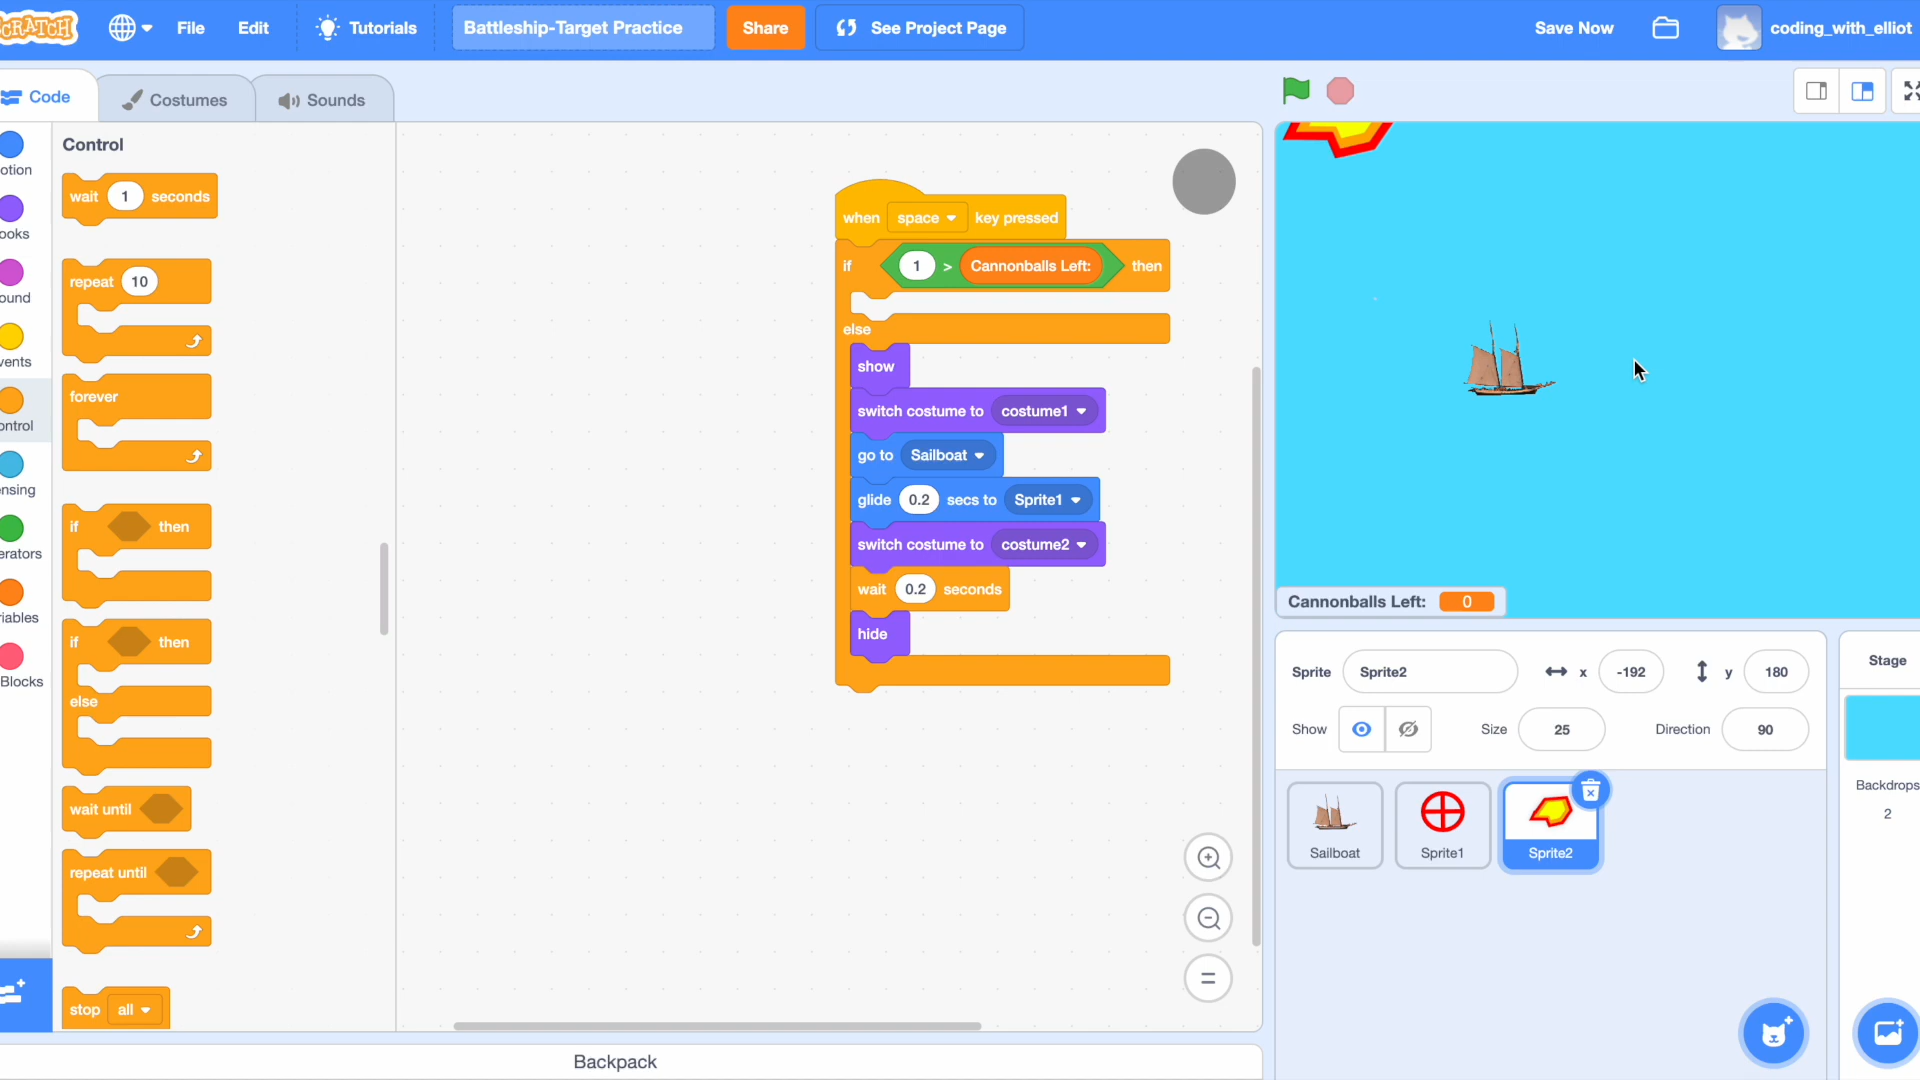 SCRATCH
File
Edit
Tutorials
Battleship-Target Practice
Share
See Project Page
Save Now
coding_with_elliot
Code
Costumes
Sounds
otion
ooks
ound
vents
ontrol
ensing
erators
riables
Blocks
Control
wait 1 seconds
repeat 10
forever
if then
if then
else
wait until
repeat until
stop all
when space key pressed
if 1 > Cannonballs Left: then
else
show
switch costume to costume1
go to Sailboat
glide 0.2 secs to Sprite1
switch costume to costume2
wait 0.2 seconds
hide
Backpack
Cannonballs Left: 0
Sprite Sprite2 x -192 y 180
Show Size 25 Direction 90
Sailboat
Sprite1
Sprite2
Stage
Backdrops
2